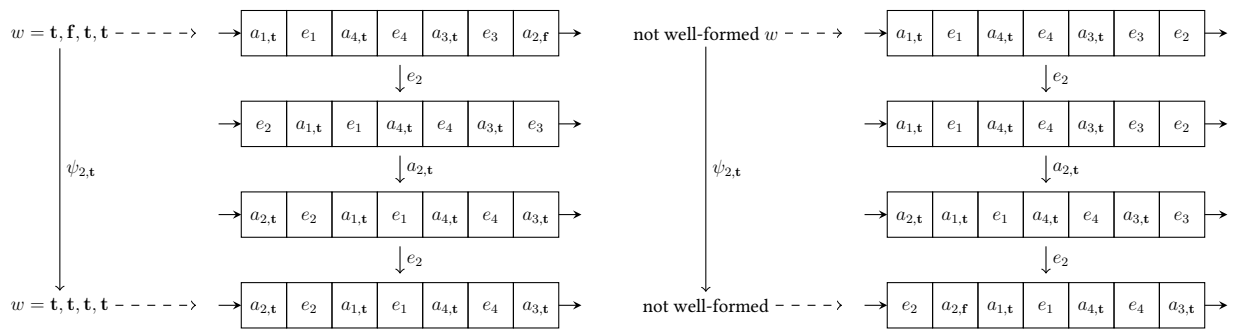 w = t, f, t, t a₁,t e₁ a₄,t e₄ a₃,t e₃ a₂,f not well-formed w a₁,t e₁ a₄,t e₄ a₃,t e₃ e₂
e₂ e₂
e₂ a₁,t e₁ a₄,t e₄ a₃,t e₃ a₁,t e₁ a₄,t e₄ a₃,t e₃ e₂
ψ₂,t a₂,t ψ₂,t a₂,t
a₂,t e₂ a₁,t e₁ a₄,t e₄ a₃,t a₂,t a₁,t e₁ a₄,t e₄ a₃,t e₃
e₂ e₂
w = t, t, t, t a₂,t e₂ a₁,t e₁ a₄,t e₄ a₃,t not well-formed e₂ a₂,f a₁,t e₁ a₄,t e₄ a₃,t